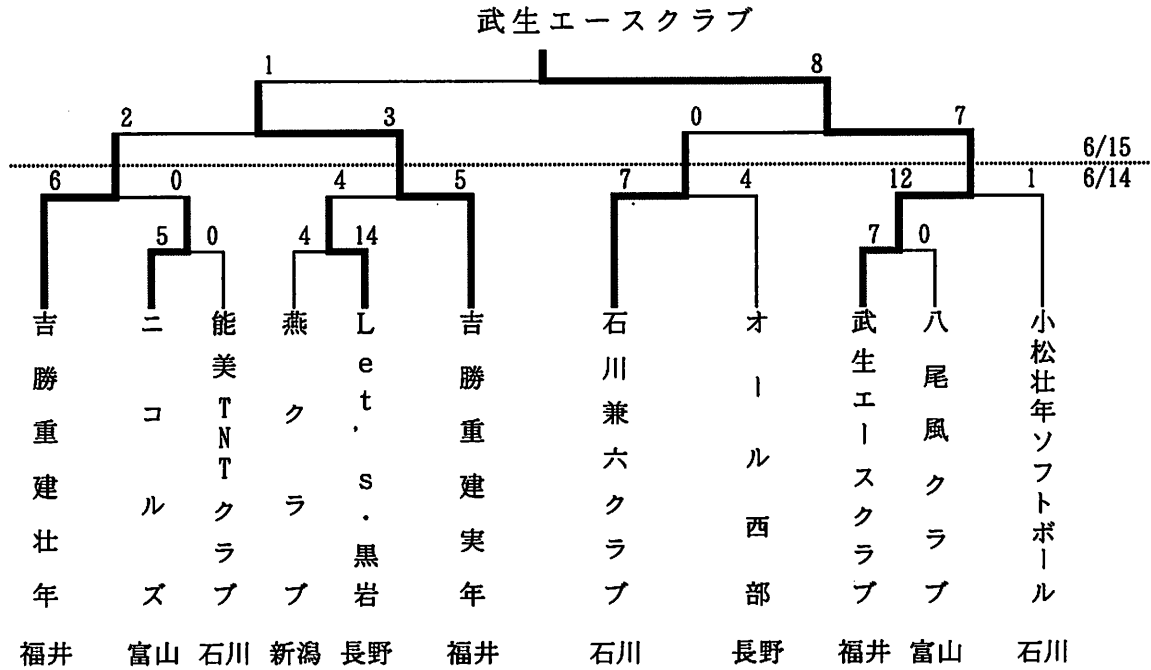 武生エースクラブ
1 8
2 3 0 7
6/15
6 0 4 5 7 4 12 1 6/14
5 0 4 14 7 0
吉勝重建壮年
ニコルズ
能美TNTクラブ
燕クラブ
Let's・黒岩
吉勝重建実年
石川兼六クラブ
オール西部
武生エースクラブ
八尾風クラブ
小松壮年ソフトボール
福井 富山 石川 新潟 長野 福井 石川 長野 福井 富山 石川